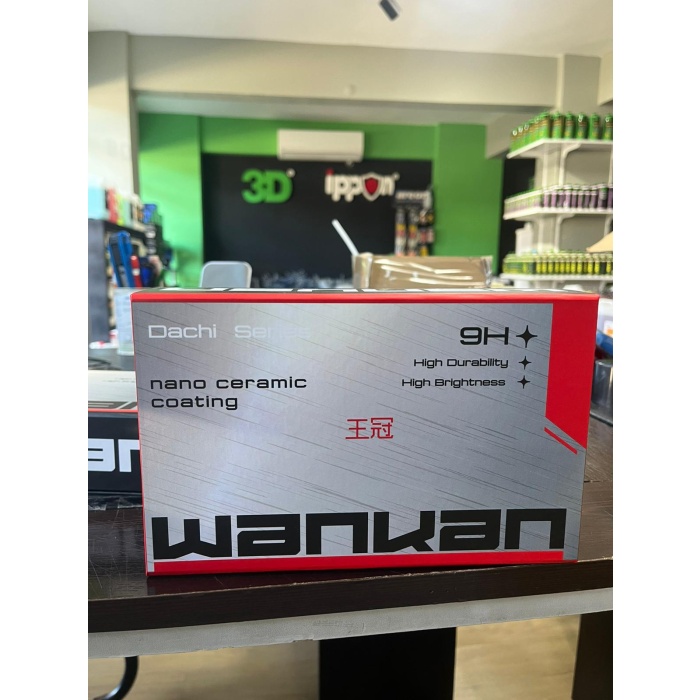 3D
ippon
Dachi Series
9H
High Durability
High Brightness
nano ceramic
coating
王冠
wankan